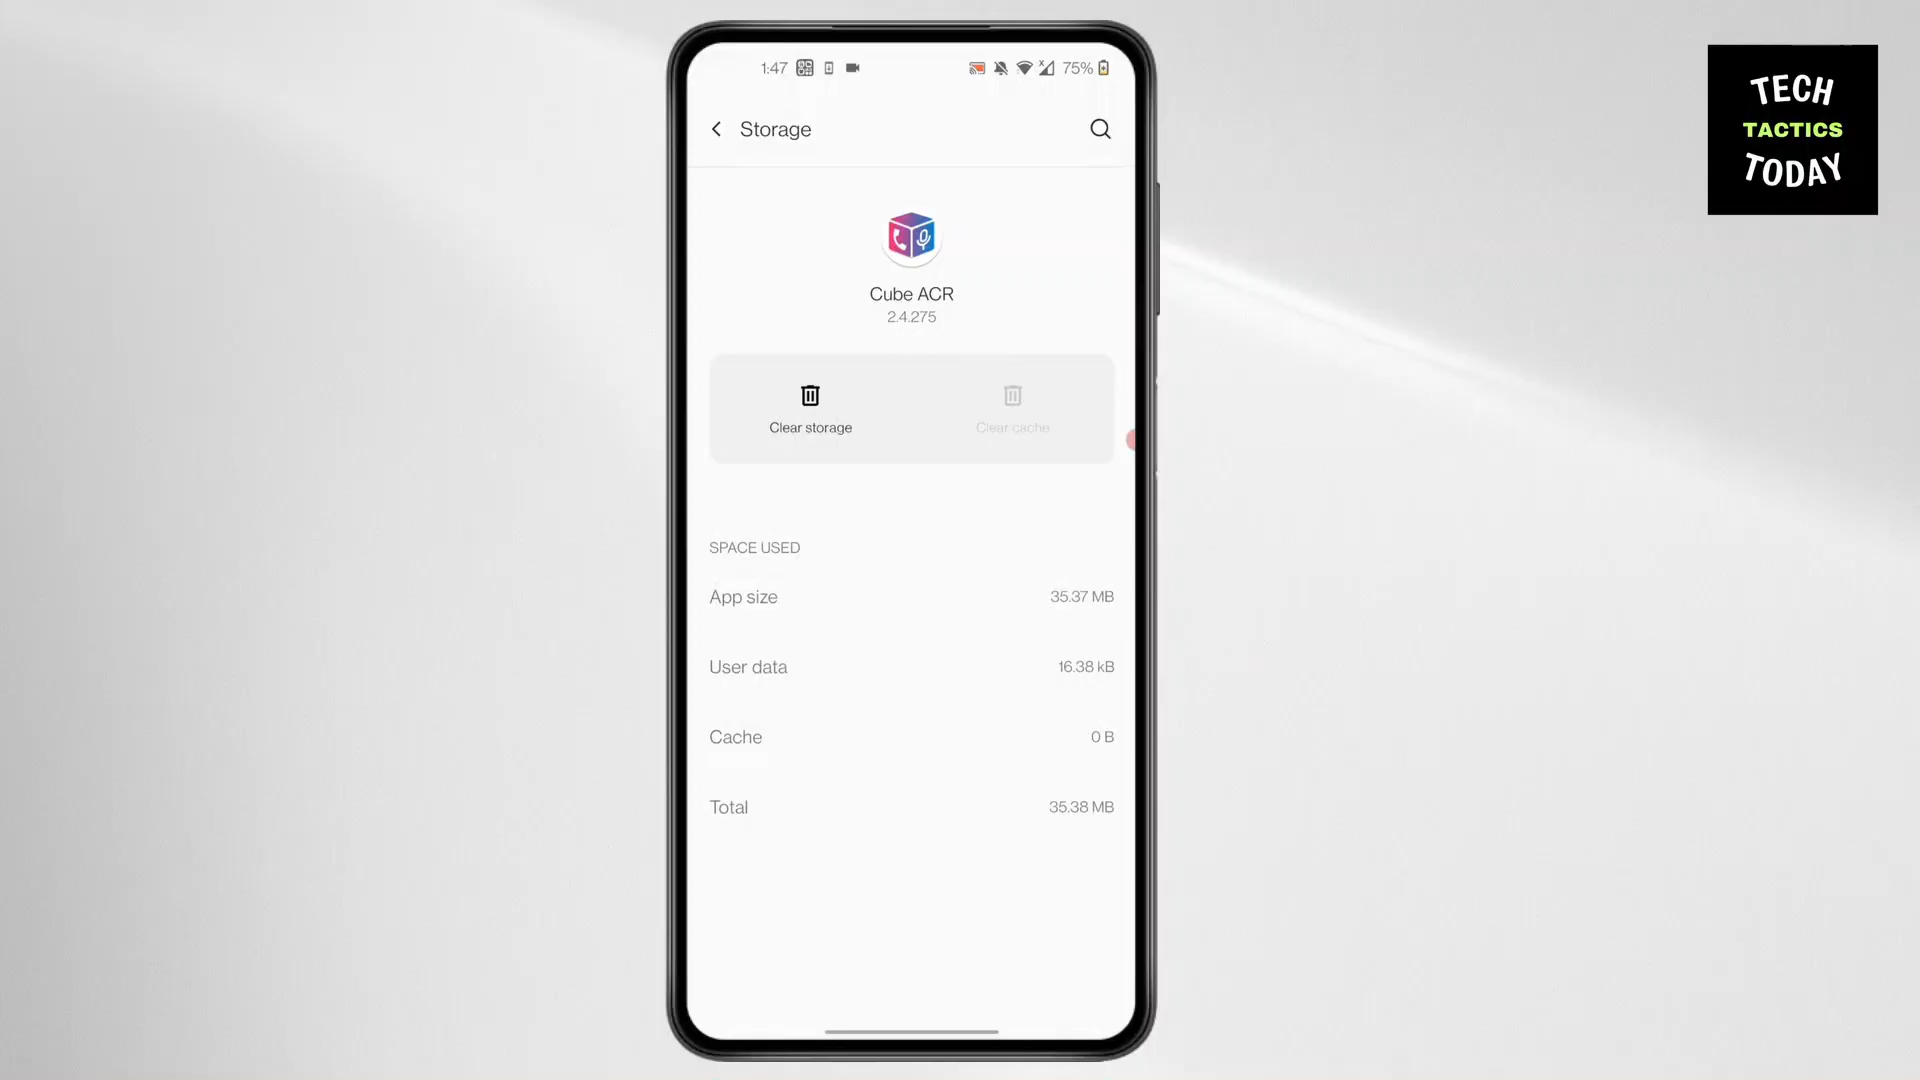 1:47
75%
Storage
Cube ACR
2.4.275
Clear storage
Clear cache
SPACE USED
App size
35.37 MB
User data
16.38 kB
Cache
0 B
Total
35.38 MB
TECH
TACTICS
TODAY